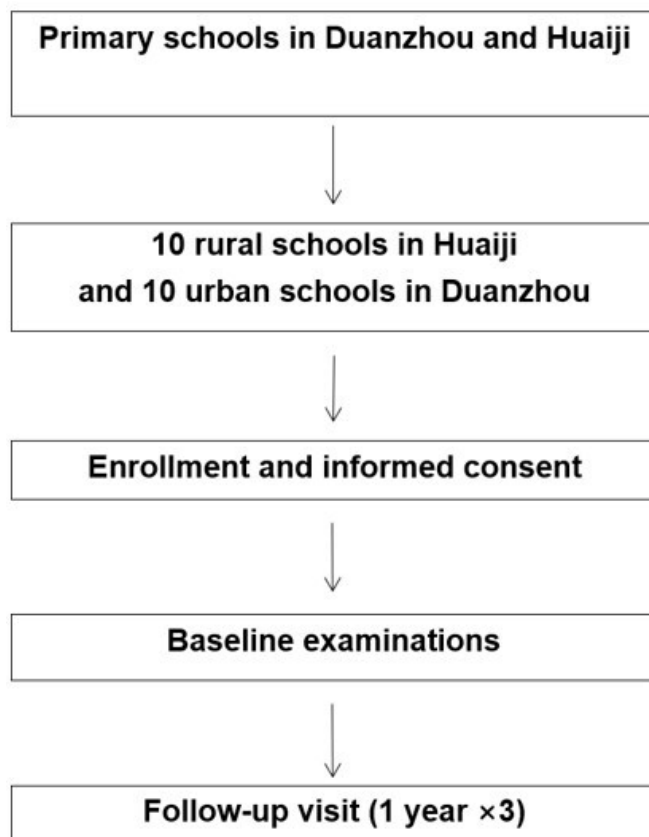 Primary schools in Duanzhou and Huaiji
10 rural schools in Huaiji
and 10 urban schools in Duanzhou
Enrollment and informed consent
Baseline examinations
Follow-up visit (1 year ×3)